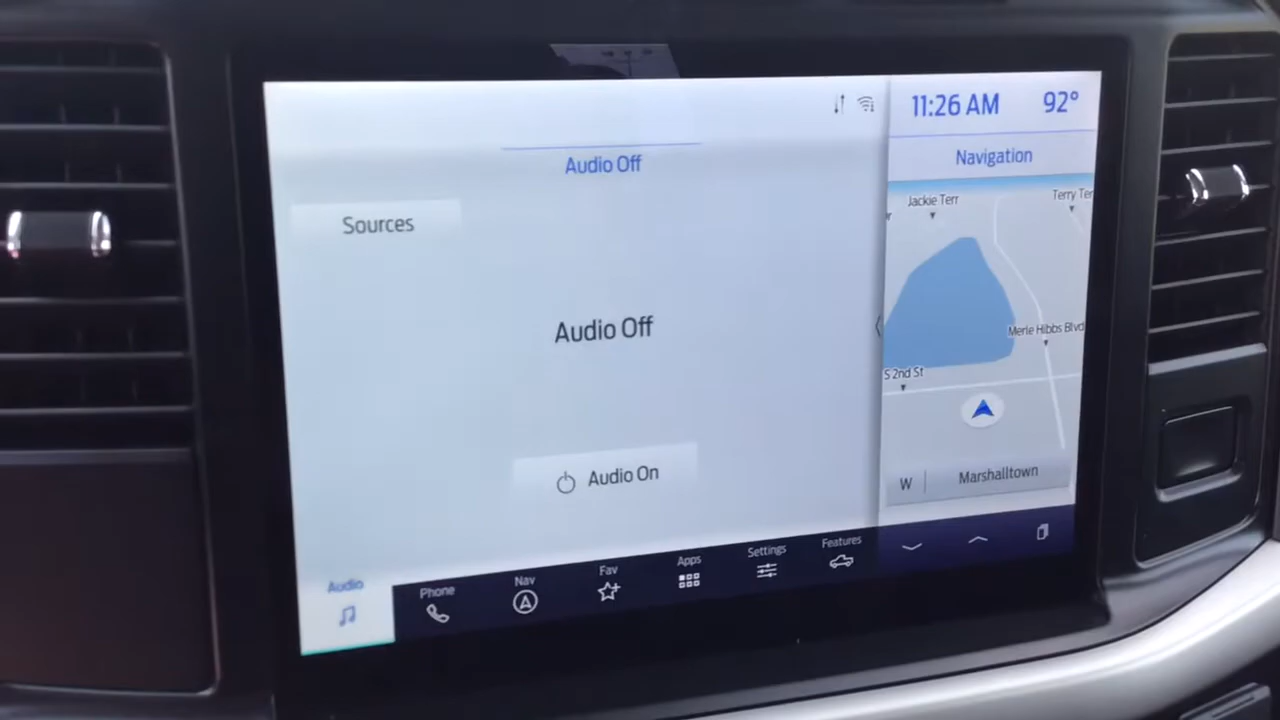 11:26 AM 92°
Audio Off
Navigation
Sources
Jackie Terr
Terry Ter
Audio Off
Merle Hibbs Blvd
S 2nd St
Audio On
W Marshalltown
Audio
Phone
Nav
Fav
Apps
Settings
Features